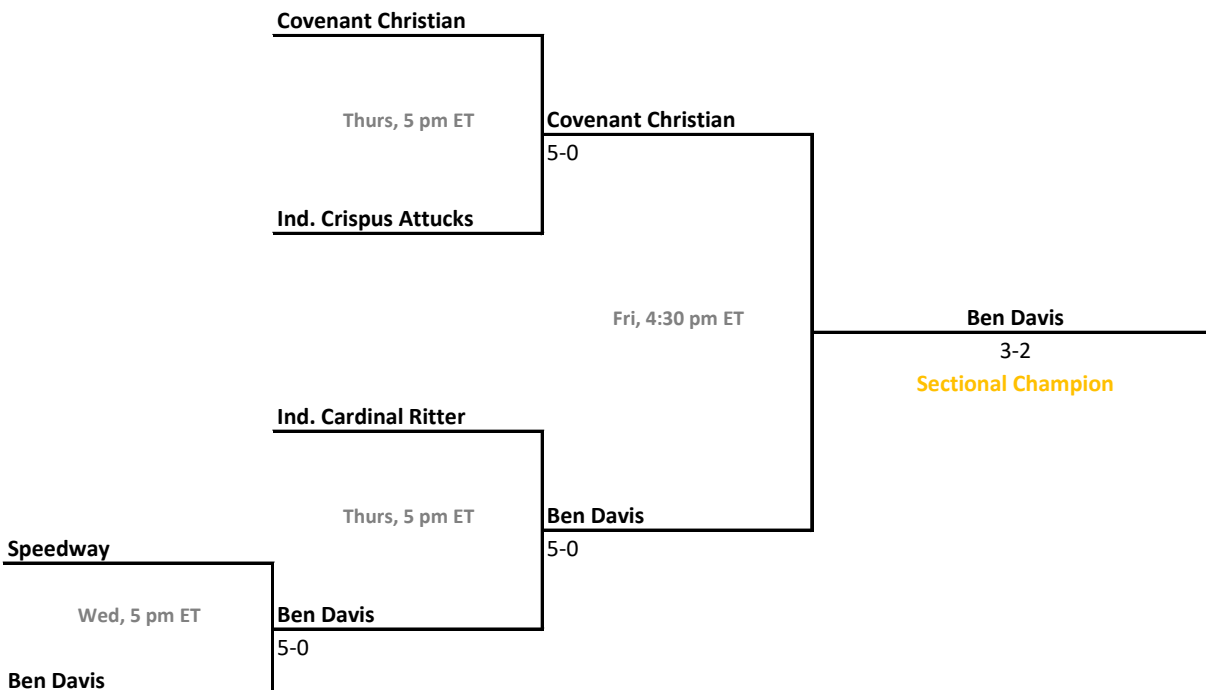 Covenant Christian
Thurs, 5 pm ET
Covenant Christian
5-0
Ind. Crispus Attucks
Fri, 4:30 pm ET
Ben Davis
3-2
Sectional Champion
Ind. Cardinal Ritter
Thurs, 5 pm ET
Ben Davis
5-0
Speedway
Wed, 5 pm ET
Ben Davis
5-0
Ben Davis